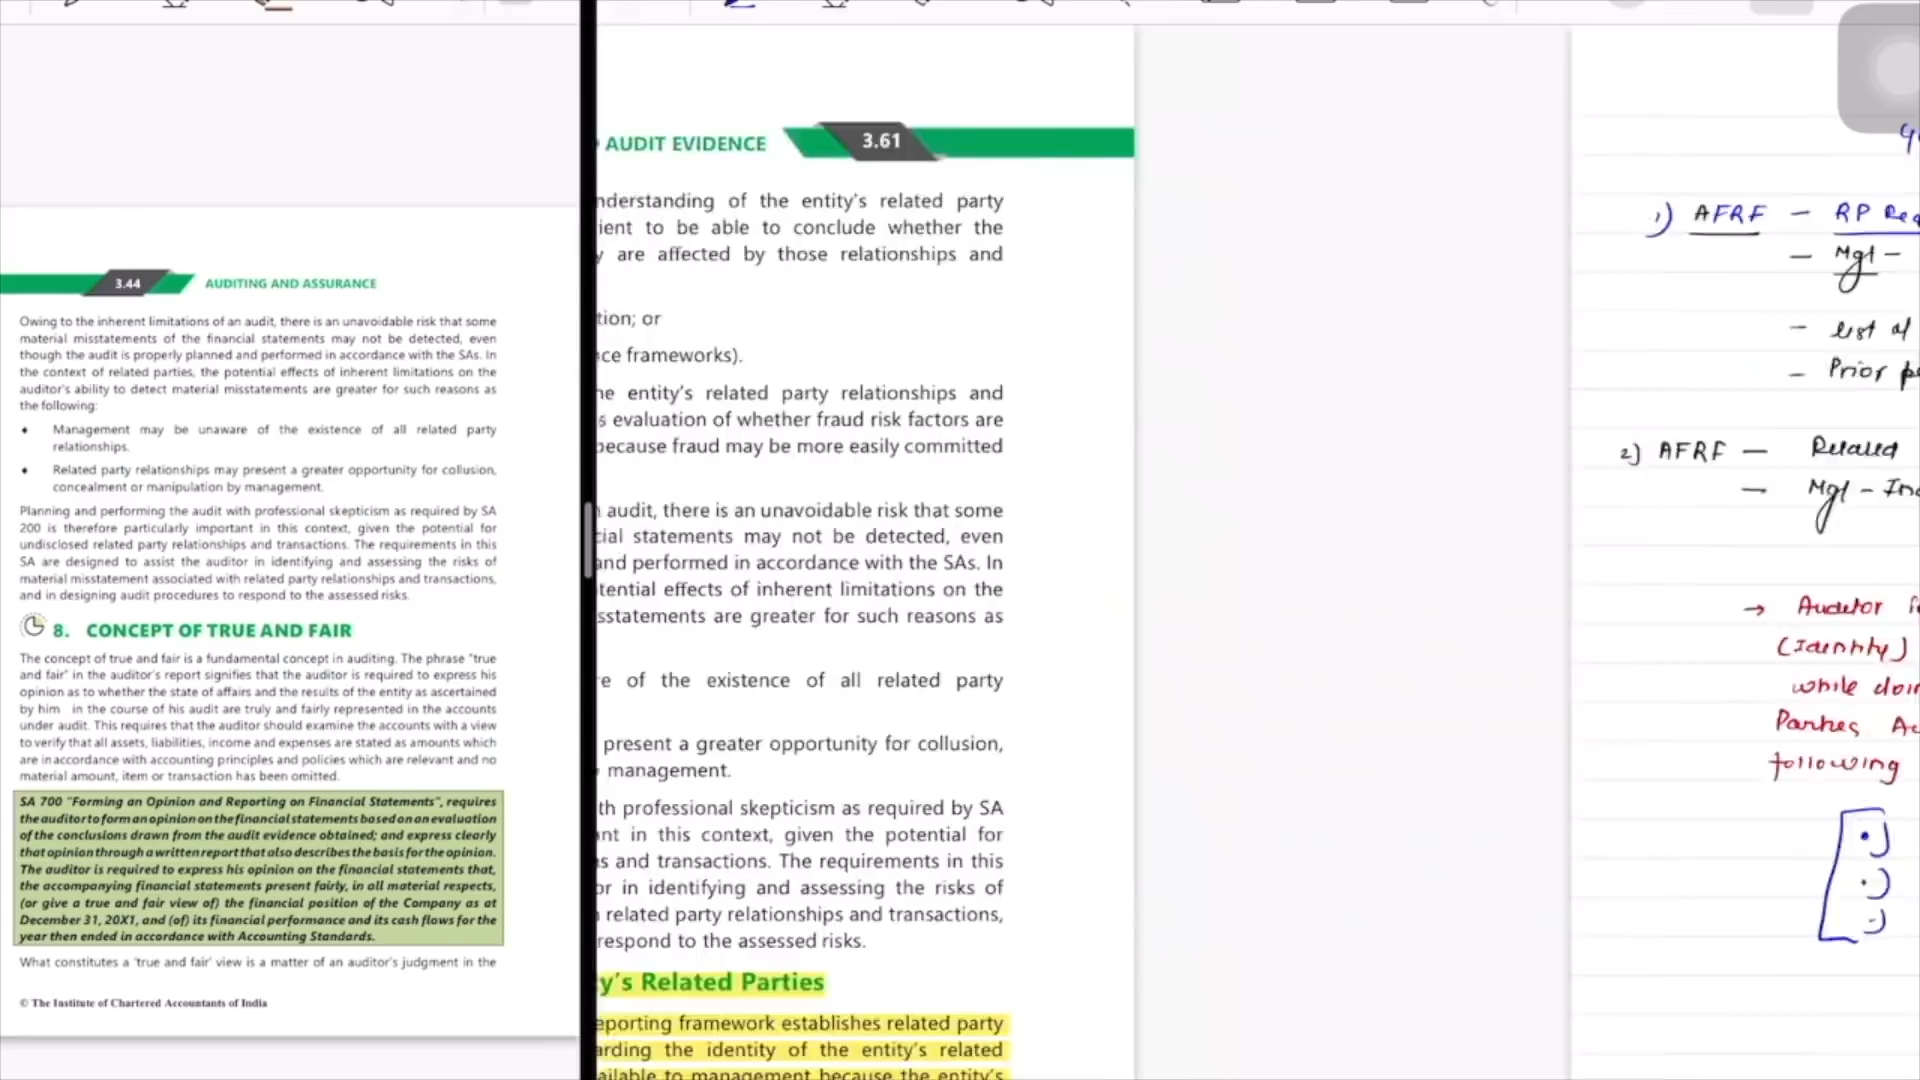 3.44 AUDITING AND ASSURANCE
Owing to the inherent limitations of an audit, there is an unavoidable risk that some
material misstatements of the financial statements may not be detected, even
though the audit is properly planned and performed in accordance with the SAs. In
the context of related parties, the potential effects of inherent limitations on the
auditor's ability to detect material misstatements are greater for such reasons as
the following:
• Management may be unaware of the existence of all related party
relationships.
• Related party relationships may present a greater opportunity for collusion,
concealment or manipulation by management.
Planning and performing the audit with professional skepticism as required by SA
200 is therefore particularly important in this context, given the potential for
undisclosed related party relationships and transactions. The requirements in this
SA are designed to assist the auditor in identifying and assessing the risks of
material misstatement associated with related party relationships and transactions,
and in designing audit procedures to respond to the assessed risks.
8. CONCEPT OF TRUE AND FAIR
The concept of true and fair is a fundamental concept in auditing. The phrase "true
and fair" in the auditor's report signifies that the auditor is required to express his
opinion as to whether the state of affairs and the results of the entity as ascertained
by him in the course of his audit are truly and fairly represented in the accounts
under audit. This requires that the auditor should examine the accounts with a view
to verify that all assets, liabilities, income and expenses are stated as amounts which
are in accordance with accounting principles and policies which are relevant and no
material amount, item or transaction has been omitted.
SA 700 "Forming an Opinion and Reporting on Financial Statements", requires
the auditor to form an opinion on the financial statements based on an evaluation
of the conclusions drawn from the audit evidence obtained; and express clearly
that opinion through a written report that also describes the basis for the opinion.
The auditor is required to express his opinion on the financial statements that,
the accompanying financial statements present fairly, in all material respects,
(or give a true and fair view of) the financial position of the Company as at
December 31, 20X1, and (of) its financial performance and its cash flows for the
year then ended in accordance with Accounting Standards.
What constitutes a 'true and fair' view is a matter of an auditor's judgment in the
© The Institute of Chartered Accountants of India
AUDIT EVIDENCE 3.61
nderstanding of the entity's related party
ient to be able to conclude whether the
y are affected by those relationships and
tion; or
ce frameworks).
he entity's related party relationships and
s evaluation of whether fraud risk factors are
because fraud may be more easily committed
audit, there is an unavoidable risk that some
cial statements may not be detected, even
and performed in accordance with the SAs. In
tential effects of inherent limitations on the
sstatements are greater for such reasons as
re of the existence of all related party
present a greater opportunity for collusion,
management.
th professional skepticism as required by SA
nt in this context, given the potential for
s and transactions. The requirements in this
or in identifying and assessing the risks of
related party relationships and transactions,
respond to the assessed risks.
y's Related Parties
eporting framework establishes related party
arding the identity of the entity's related
ailable to management because the entity's
1) AFRF – RP Req
– Mgt –
– list of
– Prior pe
2) AFRF – Related
– Mgt – Ind
→ Auditor
(Identity)
while doin
Parties Ac
following